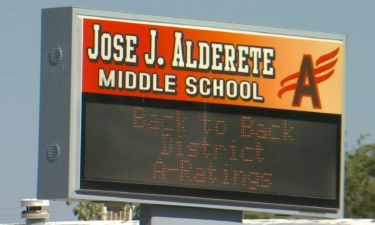 Jose J. Alderete
Middle School
A
Back to Back
District
A-Ratings